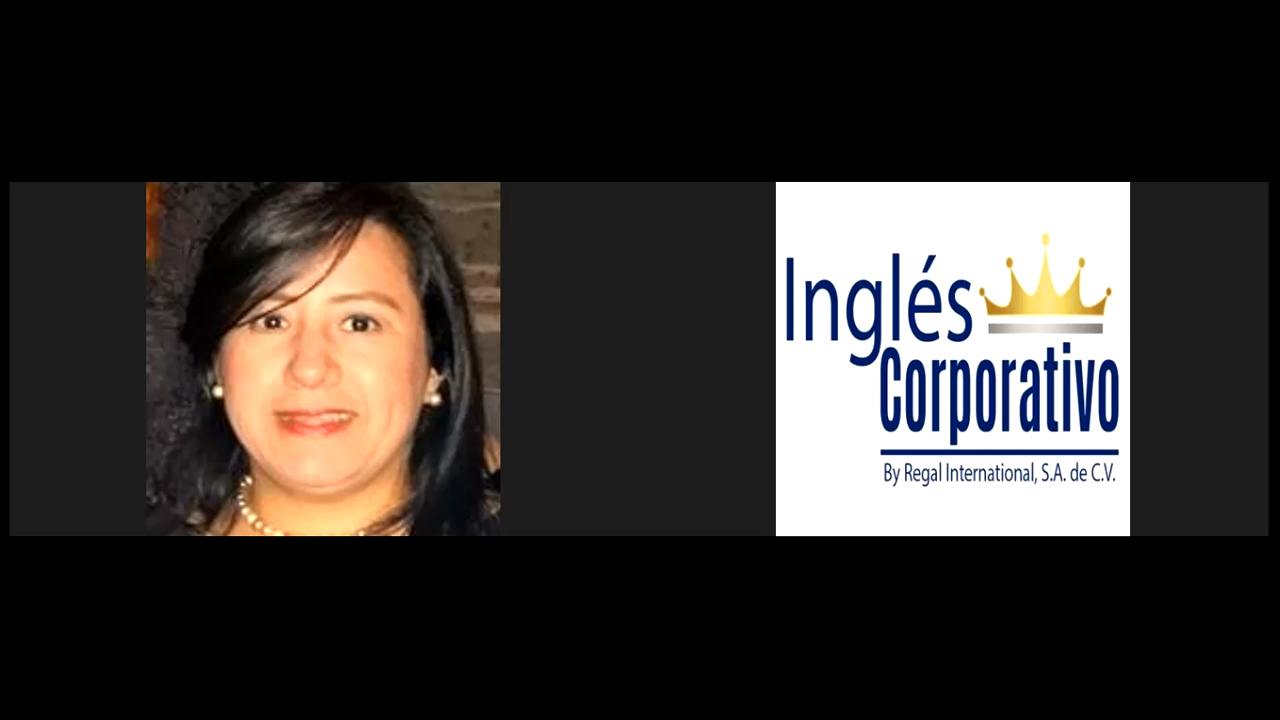 Inglés
Corporativo
By Regal International, S.A. de C.V.